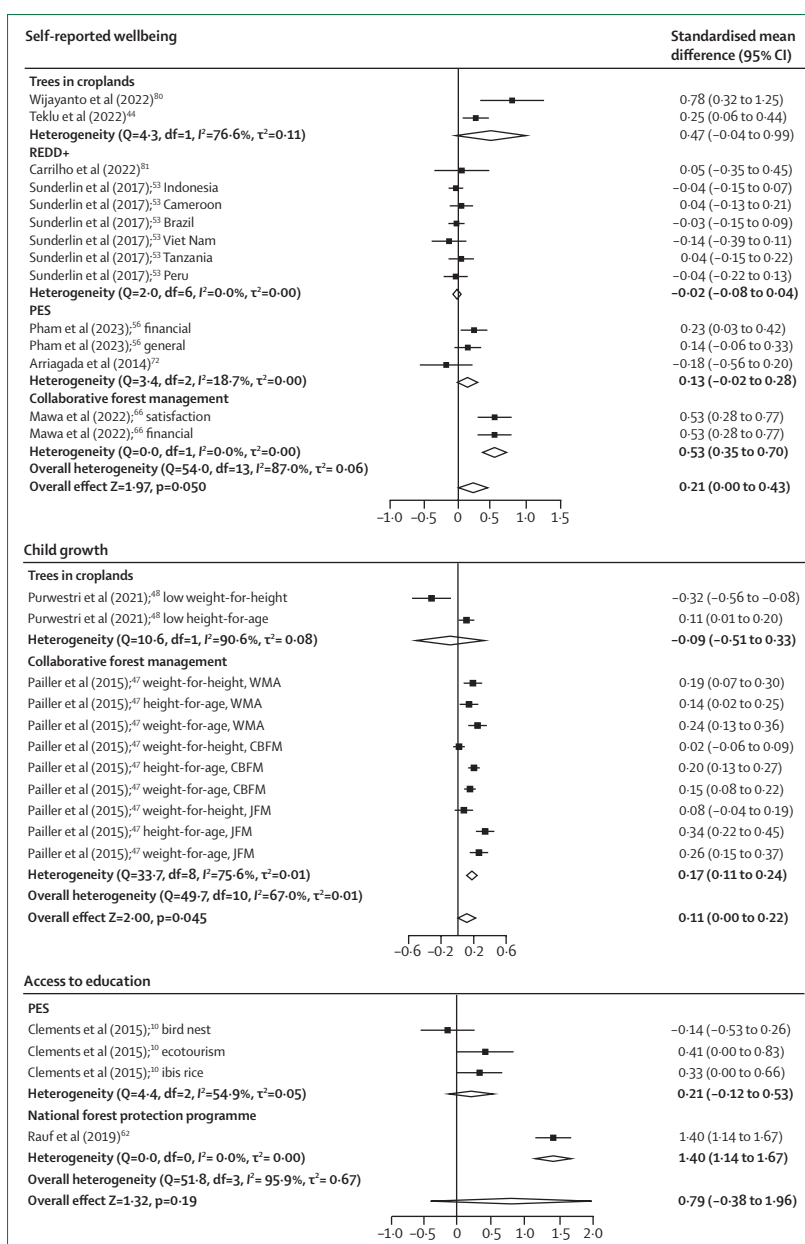 Self-reported wellbeing
Standardised mean
difference (95% CI)
Trees in croplands
Wijayanto et al (2022)⁸⁰ 0·78 (0·32 to 1·25)
Teklu et al (2022)⁴⁴ 0·25 (0·06 to 0·44)
Heterogeneity (Q=4·3, df=1, I²=76·6%, τ²=0·11) 0·47 (−0·04 to 0·99)
REDD+
Carrilho et al (2022)⁸¹ 0·05 (−0·35 to 0·45)
Sunderlin et al (2017);⁵³ Indonesia −0·04 (−0·15 to 0·07)
Sunderlin et al (2017);⁵³ Cameroon 0·04 (−0·13 to 0·21)
Sunderlin et al (2017);⁵³ Brazil −0·03 (−0·15 to 0·09)
Sunderlin et al (2017);⁵³ Viet Nam −0·14 (−0·39 to 0·11)
Sunderlin et al (2017);⁵³ Tanzania 0·04 (−0·15 to 0·22)
Sunderlin et al (2017);⁵³ Peru −0·04 (−0·22 to 0·13)
Heterogeneity (Q=2·0, df=6, I²=0·0%, τ²=0·00) −0·02 (−0·08 to 0·04)
PES
Pham et al (2023);⁵⁶ financial 0·23 (0·03 to 0·42)
Pham et al (2023);⁵⁶ general 0·14 (−0·06 to 0·33)
Arriagada et al (2014)⁷² −0·18 (−0·56 to 0·20)
Heterogeneity (Q=3·4, df=2, I²=18·7%, τ²=0·00) 0·13 (−0·02 to 0·28)
Collaborative forest management
Mawa et al (2022);⁶⁶ satisfaction 0·53 (0·28 to 0·77)
Mawa et al (2022);⁶⁶ financial 0·53 (0·28 to 0·77)
Heterogeneity (Q=0·0, df=1, I²=0·0%, τ²=0·00) 0·53 (0·35 to 0·70)
Overall heterogeneity (Q=54·0, df=13, I²=87·0%, τ²= 0·06)
Overall effect Z=1·97, p=0·050 0·21 (0·00 to 0·43)
−1·0 −0·5 0 0·5 1·0 1·5
Child growth
Trees in croplands
Purwestri et al (2021);⁴⁸ low weight-for-height −0·32 (−0·56 to −0·08)
Purwestri et al (2021);⁴⁸ low height-for-age 0·11 (0·01 to 0·20)
Heterogeneity (Q=10·6, df=1, I²=90·6%, τ²= 0·08) −0·09 (−0·51 to 0·33)
Collaborative forest management
Pailler et al (2015);⁴⁷ weight-for-height, WMA 0·19 (0·07 to 0·30)
Pailler et al (2015);⁴⁷ height-for-age, WMA 0·14 (0·02 to 0·25)
Pailler et al (2015);⁴⁷ weight-for-age, WMA 0·24 (0·13 to 0·36)
Pailler et al (2015);⁴⁷ weight-for-height, CBFM 0·02 (−0·06 to 0·09)
Pailler et al (2015);⁴⁷ height-for-age, CBFM 0·20 (0·13 to 0·27)
Pailler et al (2015);⁴⁷ weight-for-age, CBFM 0·15 (0·08 to 0·22)
Pailler et al (2015);⁴⁷ weight-for-height, JFM 0·08 (−0·04 to 0·19)
Pailler et al (2015);⁴⁷ height-for-age, JFM 0·34 (0·22 to 0·45)
Pailler et al (2015);⁴⁷ weight-for-age, JFM 0·26 (0·15 to 0·37)
Heterogeneity (Q=33·7, df=8, I²=75·6%, τ²=0·01) 0·17 (0·11 to 0·24)
Overall heterogeneity (Q=49·7, df=10, I²=67·0%, τ²=0·01)
Overall effect Z=2·00, p=0·045 0·11 (0·00 to 0·22)
−0·6 −0·2 0·2 0·6
Access to education
PES
Clements et al (2015);¹⁰ bird nest −0·14 (−0·53 to 0·26)
Clements et al (2015);¹⁰ ecotourism 0·41 (0·00 to 0·83)
Clements et al (2015);¹⁰ ibis rice 0·33 (0·00 to 0·66)
Heterogeneity (Q=4·4, df=2, I²=54·9%, τ²=0·05) 0·21 (−0·12 to 0·53)
National forest protection programme
Rauf et al (2019)⁶² 1·40 (1·14 to 1·67)
Heterogeneity (Q=0·0, df=0, I²= 0·0%, τ²= 0·00) 1·40 (1·14 to 1·67)
Overall heterogeneity (Q=51·8, df=3, I²= 95·9%, τ²= 0·67)
Overall effect Z=1·32, p=0·19 0·79 (−0·38 to 1·96)
−1·0 −0·5 0 0·5 1·0 1·5 2·0